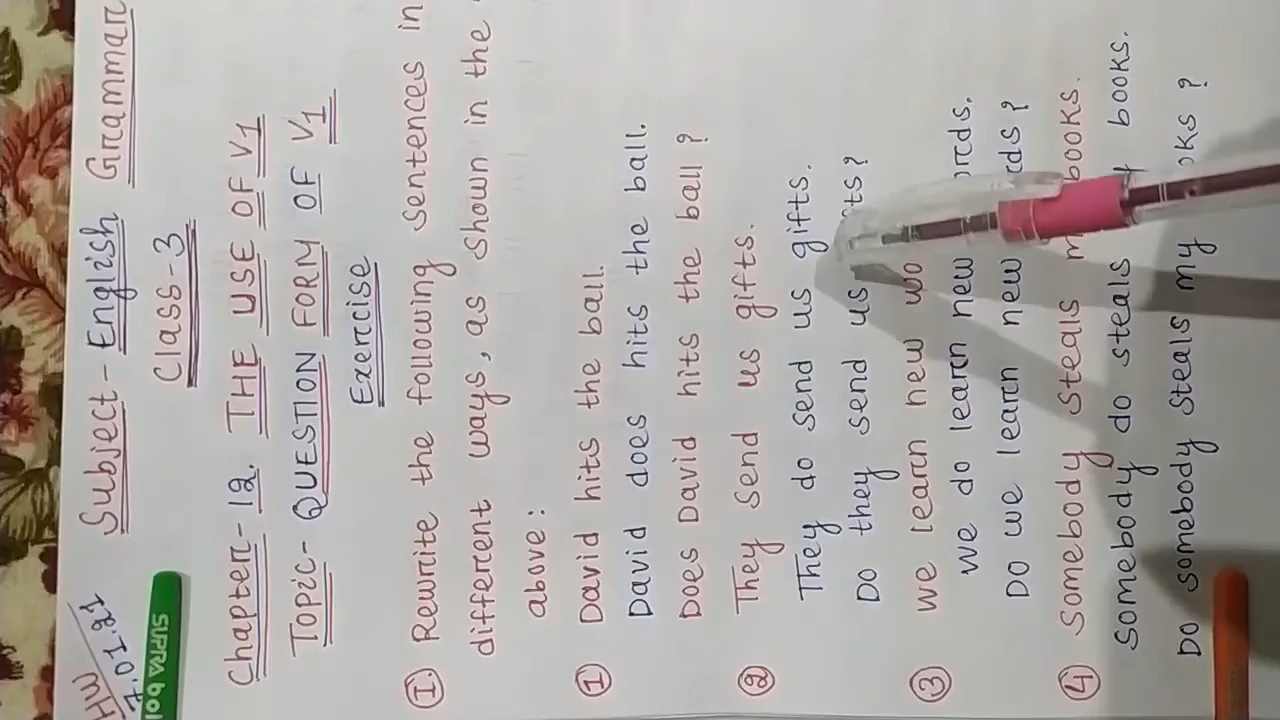 HW
7.01.21
SUPRA bol
Subject - English Grammar
Class-3
Chapter-12. THE USE OF V1
Topic- QUESTION FORM OF V1
Exercise
I. Rewrite the following sentences in
different ways, as shown in the
above:
1 David hits the ball.
David does hits the ball.
Does David hits the ball ?
2 They send us gifts.
They do send us gifts.
Do they send us
3 we learn new
we do learn new
DO we learn new
4 somebody steals books.
somebody do steals books.
DO somebody steals my ?